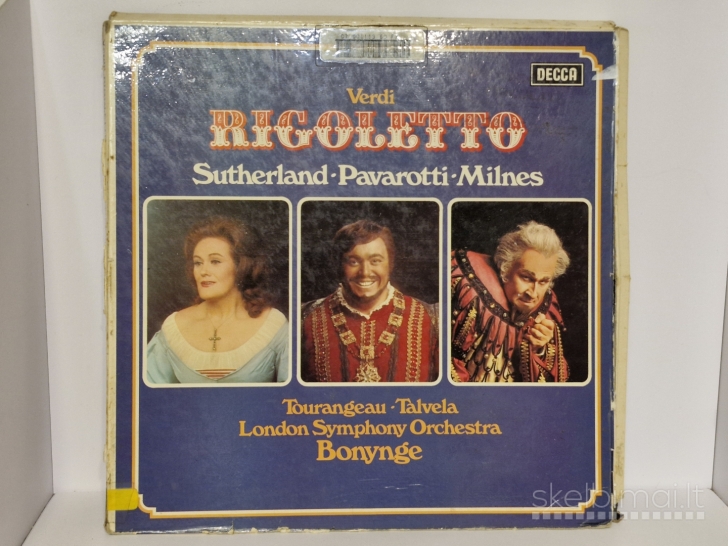 DECCA
Verdi
RIGOLETTO
Sutherland·Pavarotti·Milnes
Tourangeau·Talvela
London Symphony Orchestra
Bonynge
skelbimai.lt